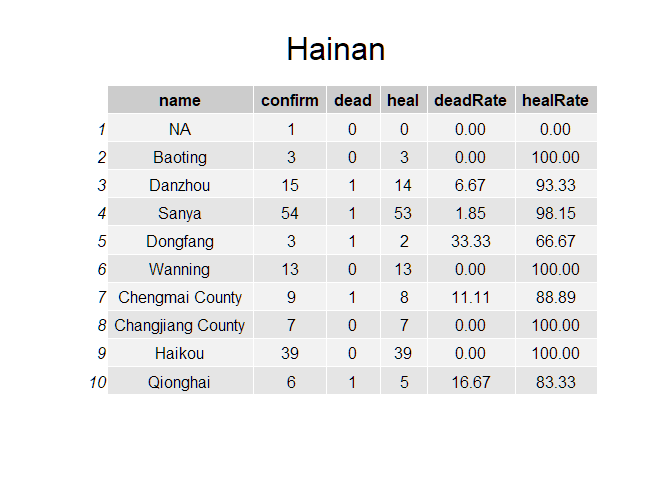 Hainan
name confirm dead heal deadRate healRate
1 NA 1 0 0 0.00 0.00
2 Baoting 3 0 3 0.00 100.00
3 Danzhou 15 1 14 6.67 93.33
4 Sanya 54 1 53 1.85 98.15
5 Dongfang 3 1 2 33.33 66.67
6 Wanning 13 0 13 0.00 100.00
7 Chengmai County 9 1 8 11.11 88.89
8 Changjiang County 7 0 7 0.00 100.00
9 Haikou 39 0 39 0.00 100.00
10 Qionghai 6 1 5 16.67 83.33